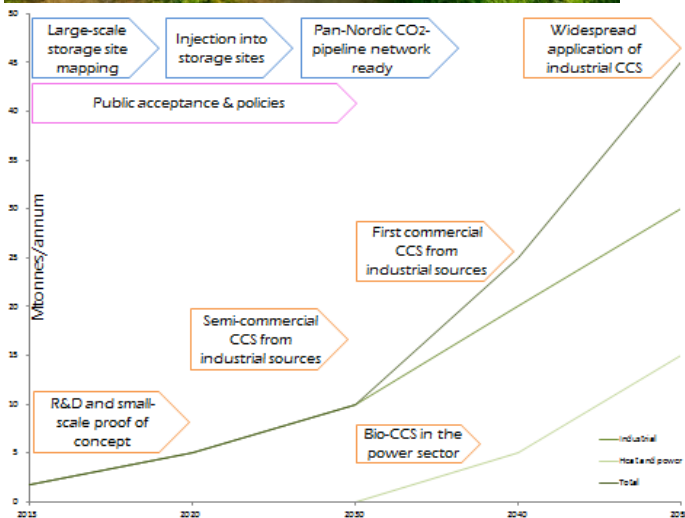 50
45
40
35
30
25
20
15
10
5
0
Mtonnes/annum
Large-scale
storage site
mapping
Injection into
storage sites
Pan-Nordic CO2-
pipeline network
ready
Widespread
application of
industrial CCS
Public acceptance & policies
First commercial
CCS from
industrial sources
Semi-commercial
CCS from
industrial sources
R&D and small-
scale proof of
concept
Bio-CCS in the
power sector
Industrial
Heat and power
Total
2015
2020
2030
2040
205